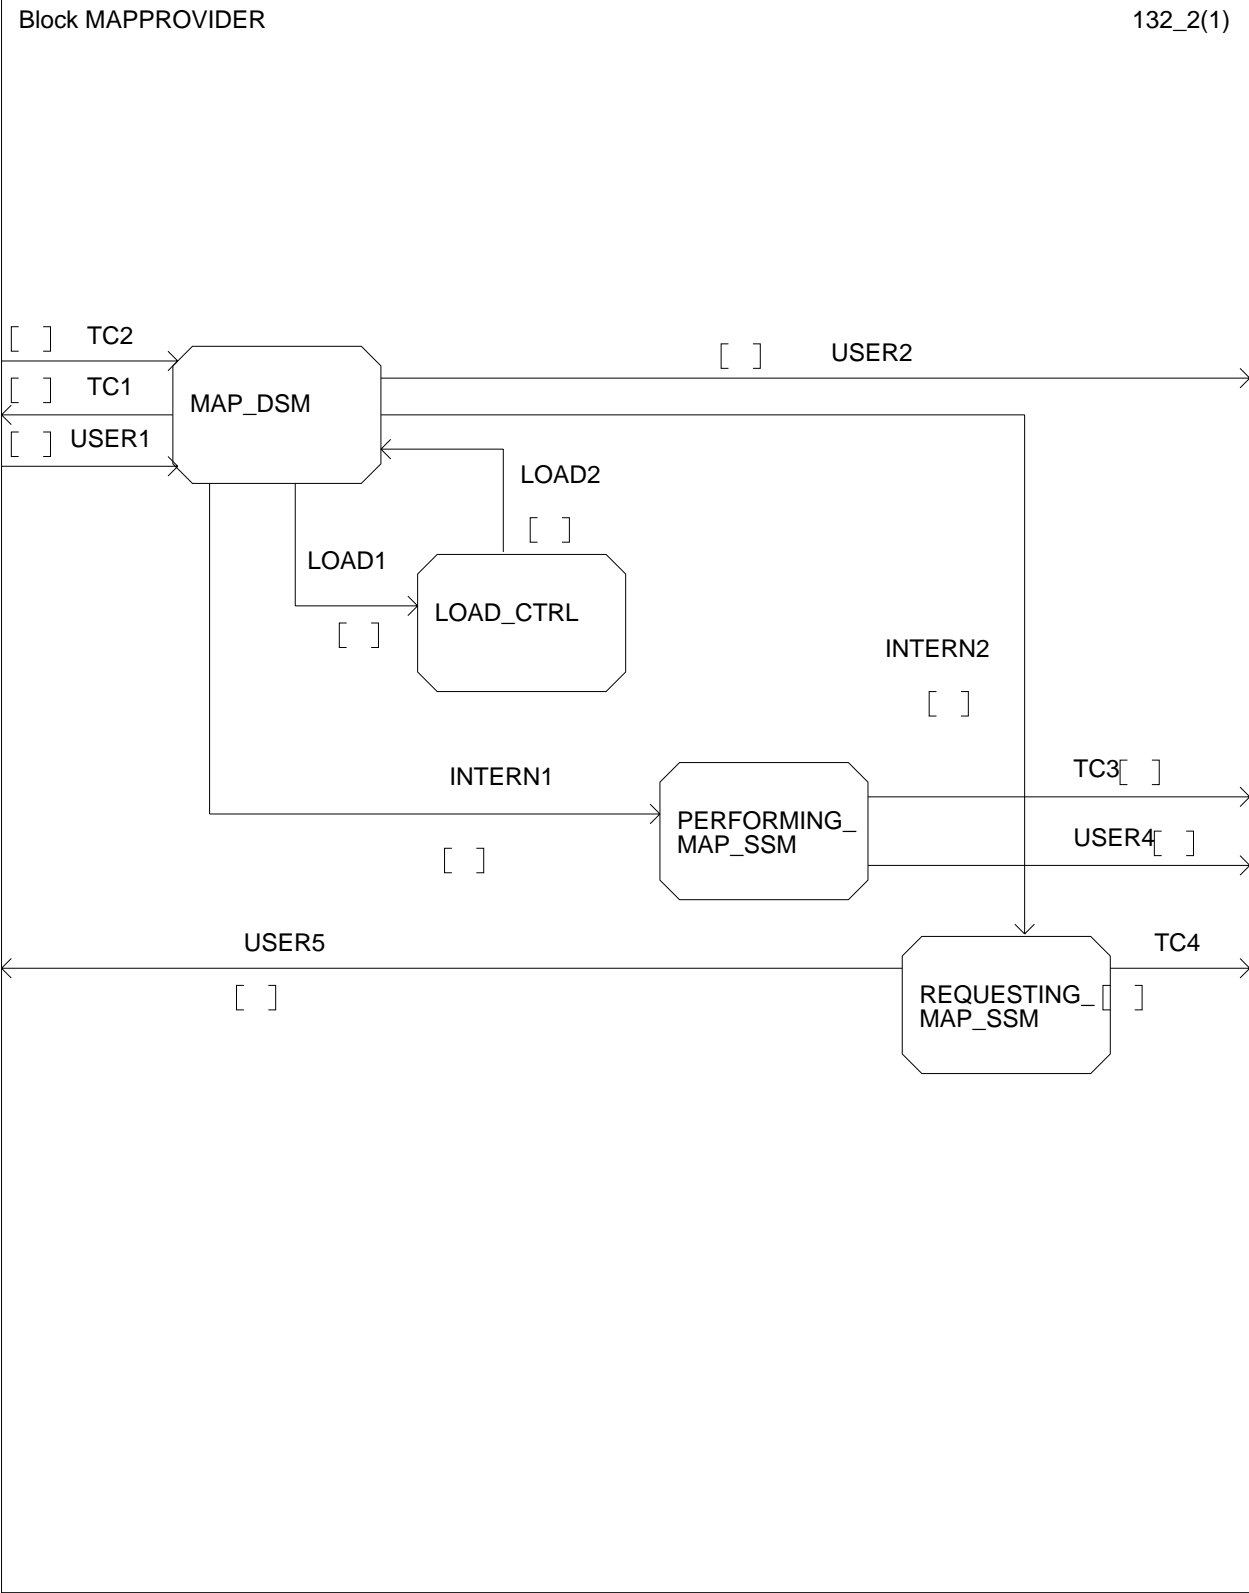 Block MAPPROVIDER
132_2(1)
[ ] TC2
[ ] USER2
[ ] TC1
MAP_DSM
[ ] USER1
LOAD2
[ ]
LOAD1
LOAD_CTRL
[ ]
INTERN2
[ ]
INTERN1
TC3[ ]
PERFORMING_
MAP_SSM
USER4[ ]
[ ]
USER5
TC4
[ ]
REQUESTING_[ ]
MAP_SSM